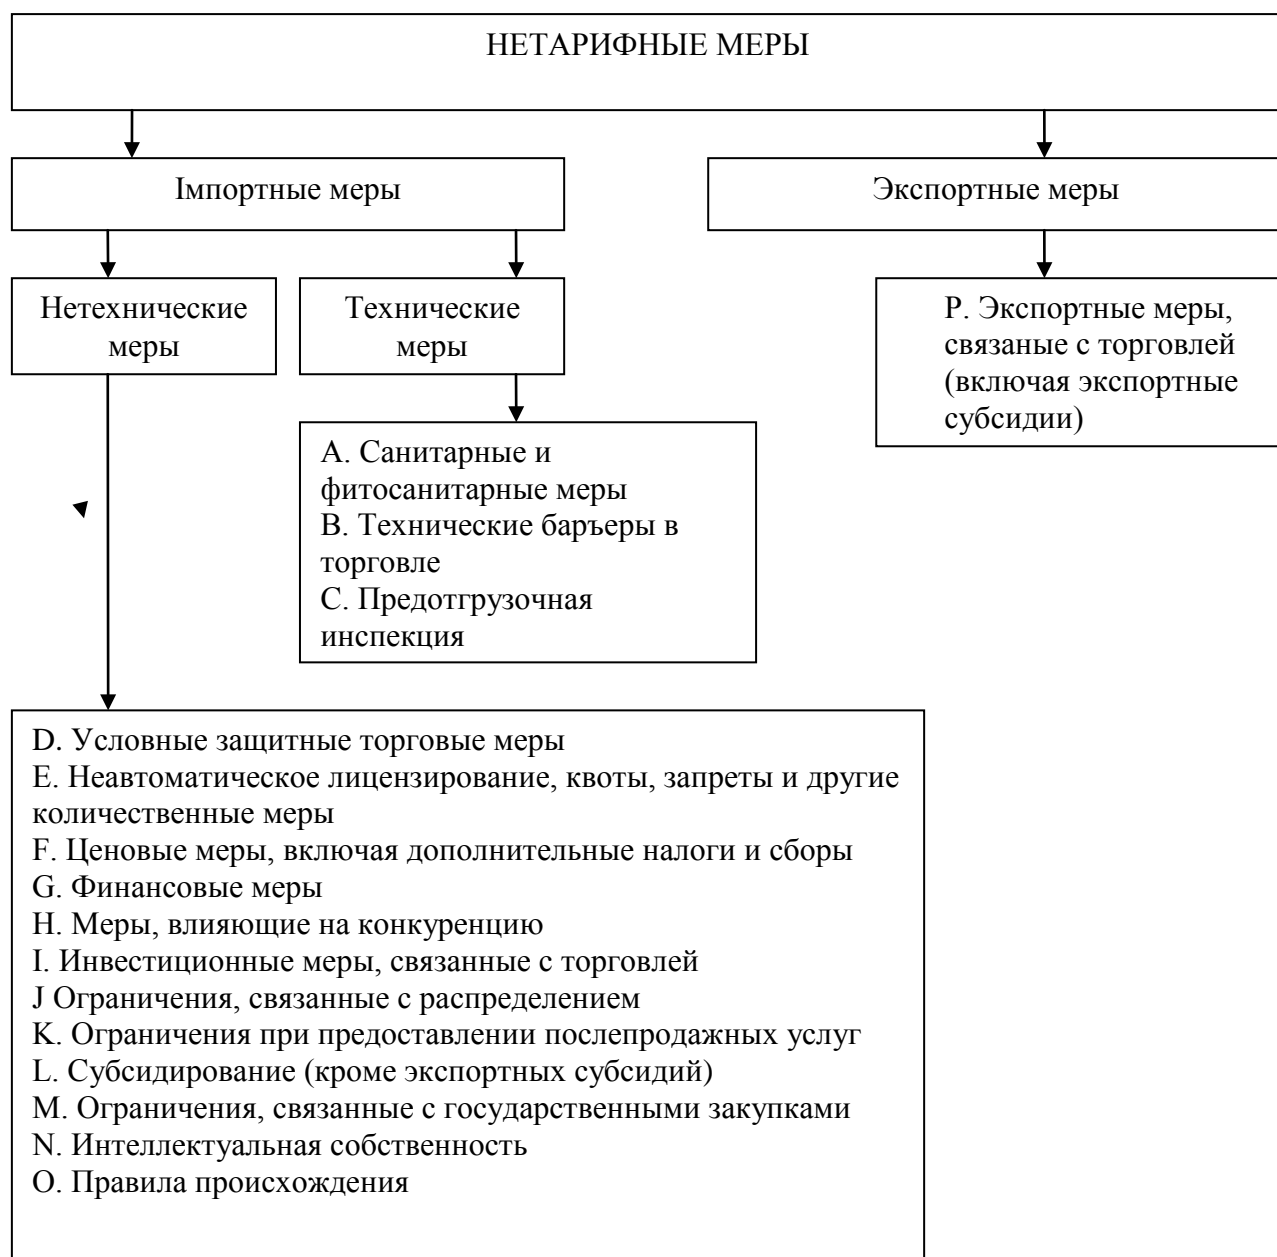 НЕТАРИФНЫЕ МЕРЫ
Імпортные меры
Экспортные меры
Нетехнические
меры
Технические
меры
P. Экспортные меры,
связаные с торговлей
(включая экспортные
субсидии)
A. Санитарные и
фитосанитарные меры
B. Технические баръеры в
торговле
C. Предотгрузочная
инспекция
D. Условные защитные торговые меры
E. Неавтоматическое лицензирование, квоты, запреты и другие
количественные меры
F. Ценовые меры, включая дополнительные налоги и сборы
G. Финансовые меры
H. Меры, влияющие на конкуренцию
I. Инвестиционные меры, связанные с торговлей
J Ограничения, связанные с распределением
K. Ограничения при предоставлении послепродажных услуг
L. Субсидирование (кроме экспортных субсидий)
M. Ограничения, связанные с государственными закупками
N. Интеллектуальная собственность
O. Правила происхождения